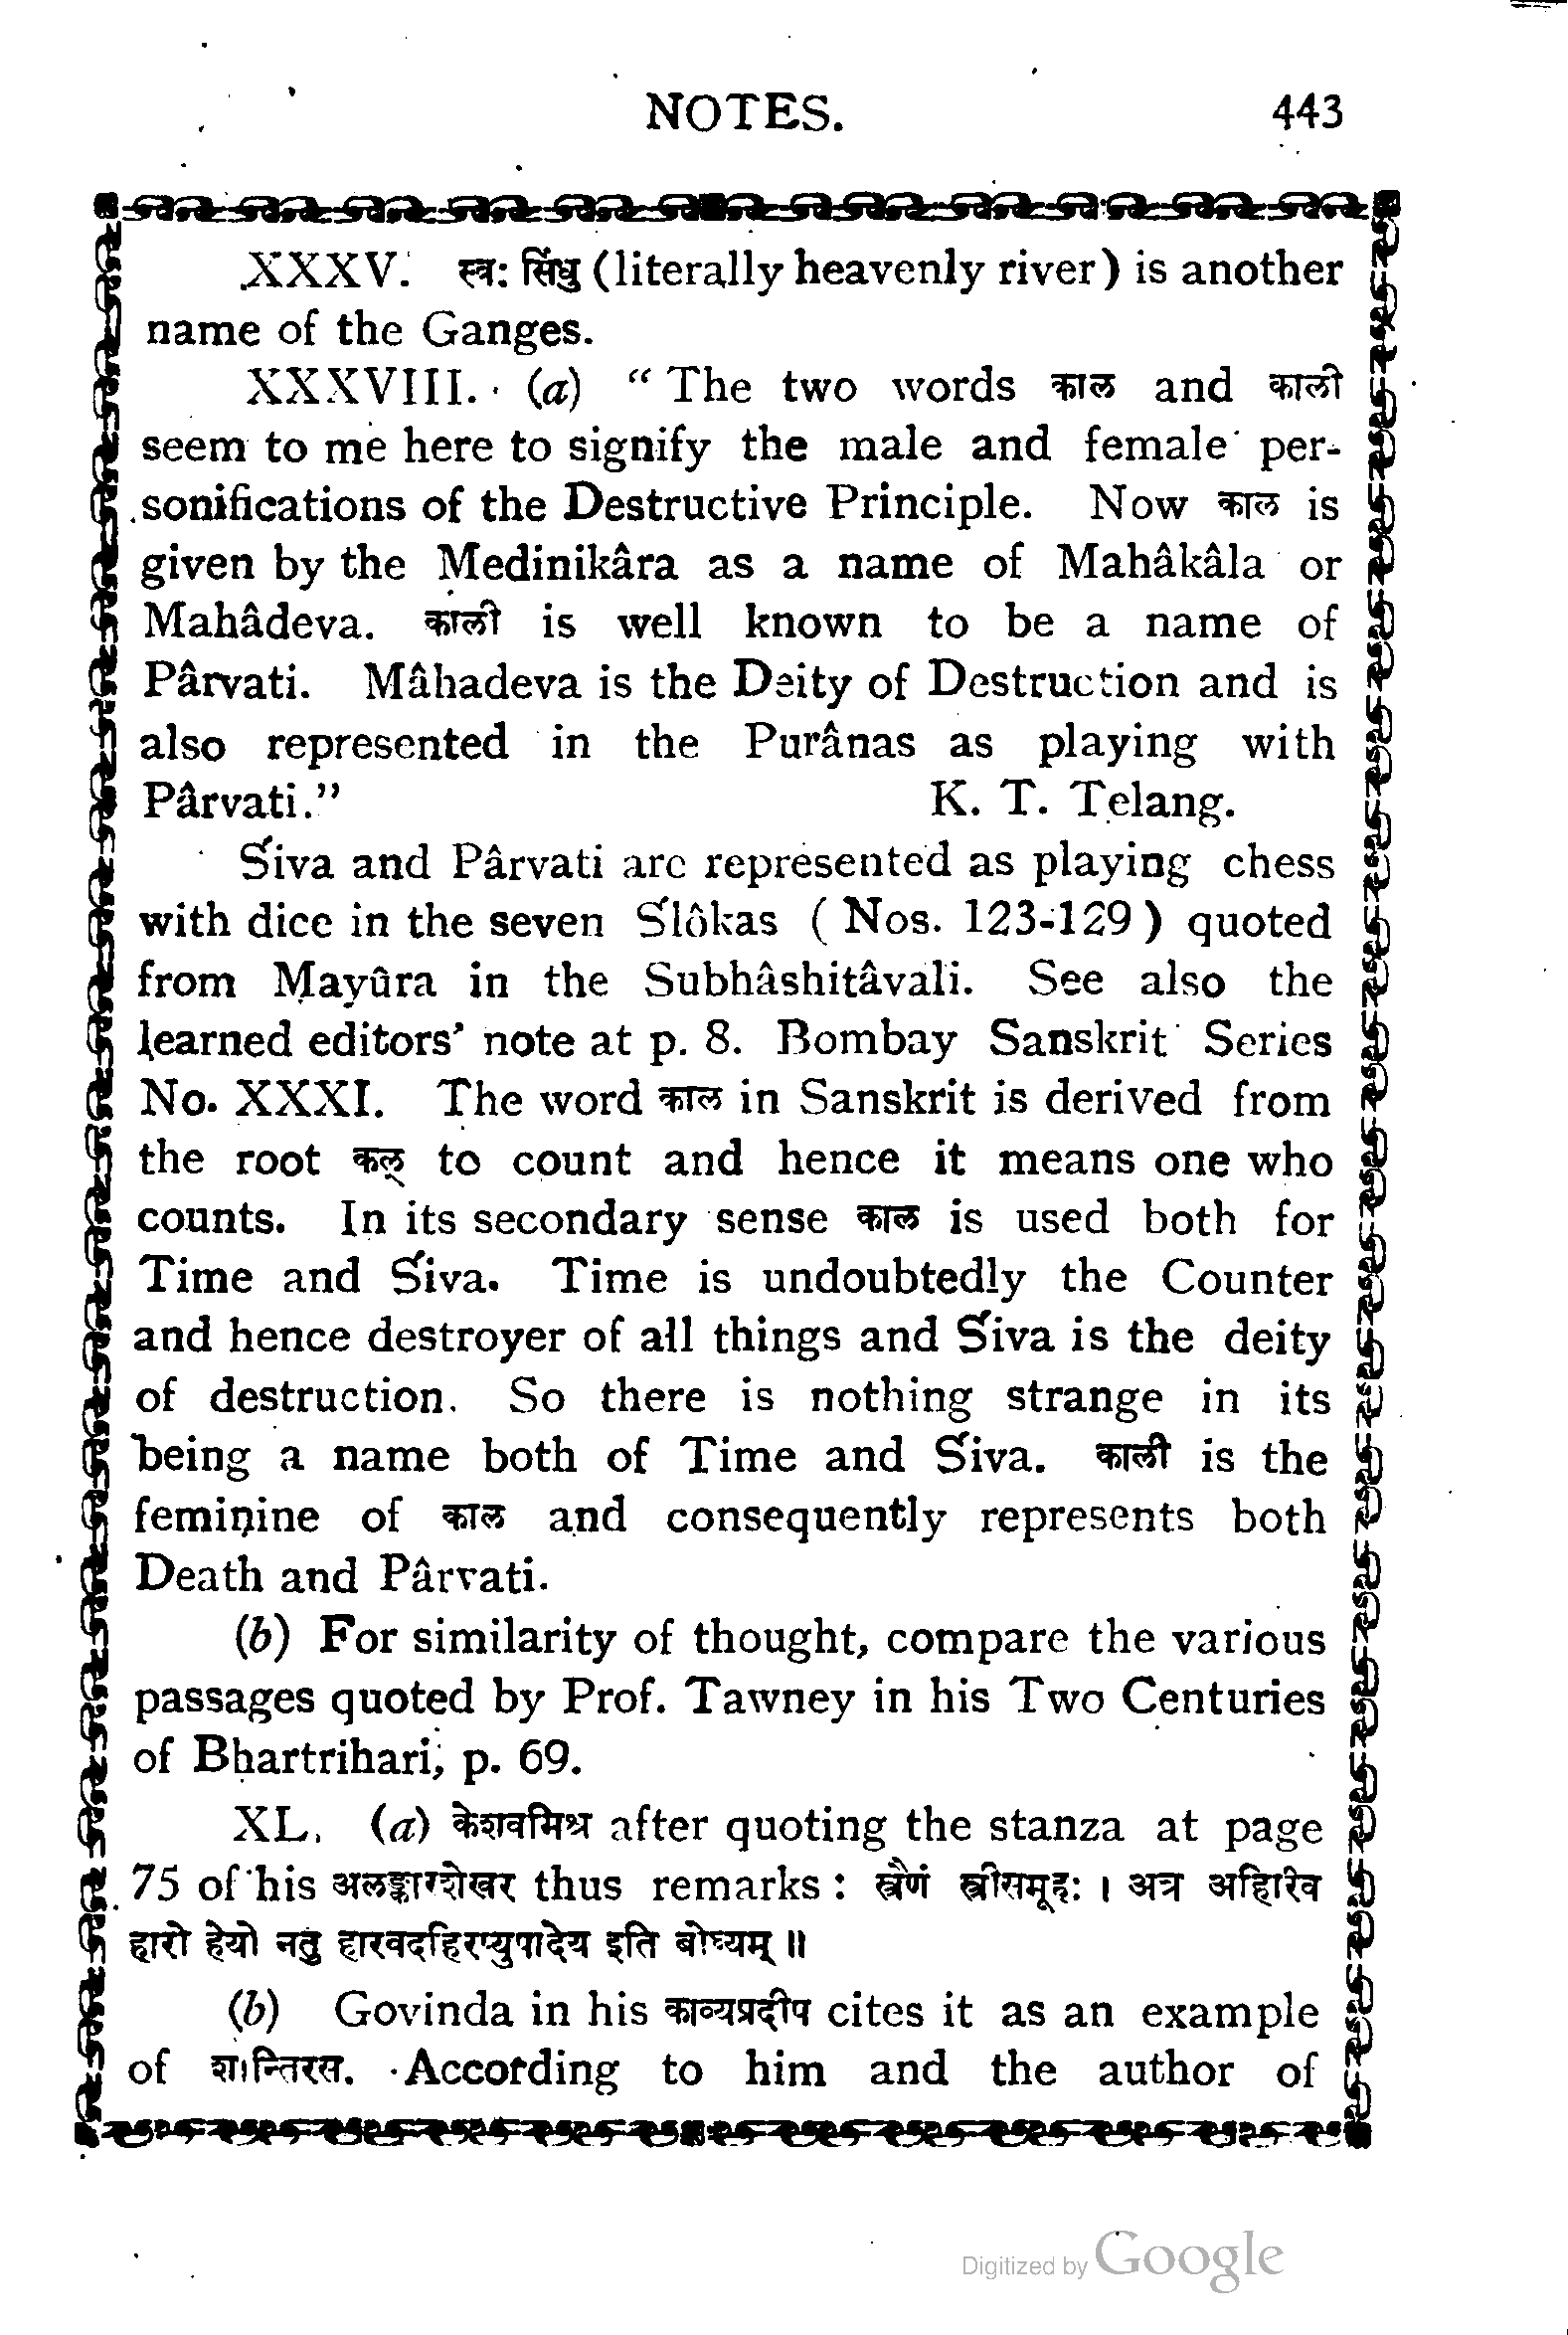 NOTES. 443
XXXV. स्वः सिंधु (literally heavenly river) is another
name of the Ganges.
XXXVIII. (a) “ The two words काल and काली
seem to me here to signify the male and female per-
sonifications of the Destructive Principle. Now काल is
given by the Medinikâra as a name of Mahâkâla or
Mahâdeva. काली is well known to be a name of
Pârvati. Mâhadeva is the Deity of Destruction and is
also represented in the Purânas as playing with
Pârvati.” K. T. Telang.
Śiva and Pârvati are represented as playing chess
with dice in the seven Ślôkas ( Nos. 123-129 ) quoted
from Mayûra in the Subhâshitâvali. See also the
learned editors’ note at p. 8. Bombay Sanskrit Series
No. XXXI. The word काल in Sanskrit is derived from
the root कल् to count and hence it means one who
counts. In its secondary sense काल is used both for
Time and Śiva. Time is undoubtedly the Counter
and hence destroyer of all things and Śiva is the deity
of destruction. So there is nothing strange in its
being a name both of Time and Śiva. काली is the
feminine of काल and consequently represents both
Death and Pârvati.
(b) For similarity of thought, compare the various
passages quoted by Prof. Tawney in his Two Centuries
of Bhartrihari, p. 69.
XL. (a) केशवमिश्र after quoting the stanza at page
75 of his अलङ्कारशेखर thus remarks : स्त्रैणं स्त्रीसमूहः । अत्र अहिरिव
हारो हेयो नतु हारवदहिरप्युपादेय इति बोध्यम् ॥
(b) Govinda in his काव्यप्रदीप cites it as an example
of शान्तिरस. According to him and the author of
Digitized by Google